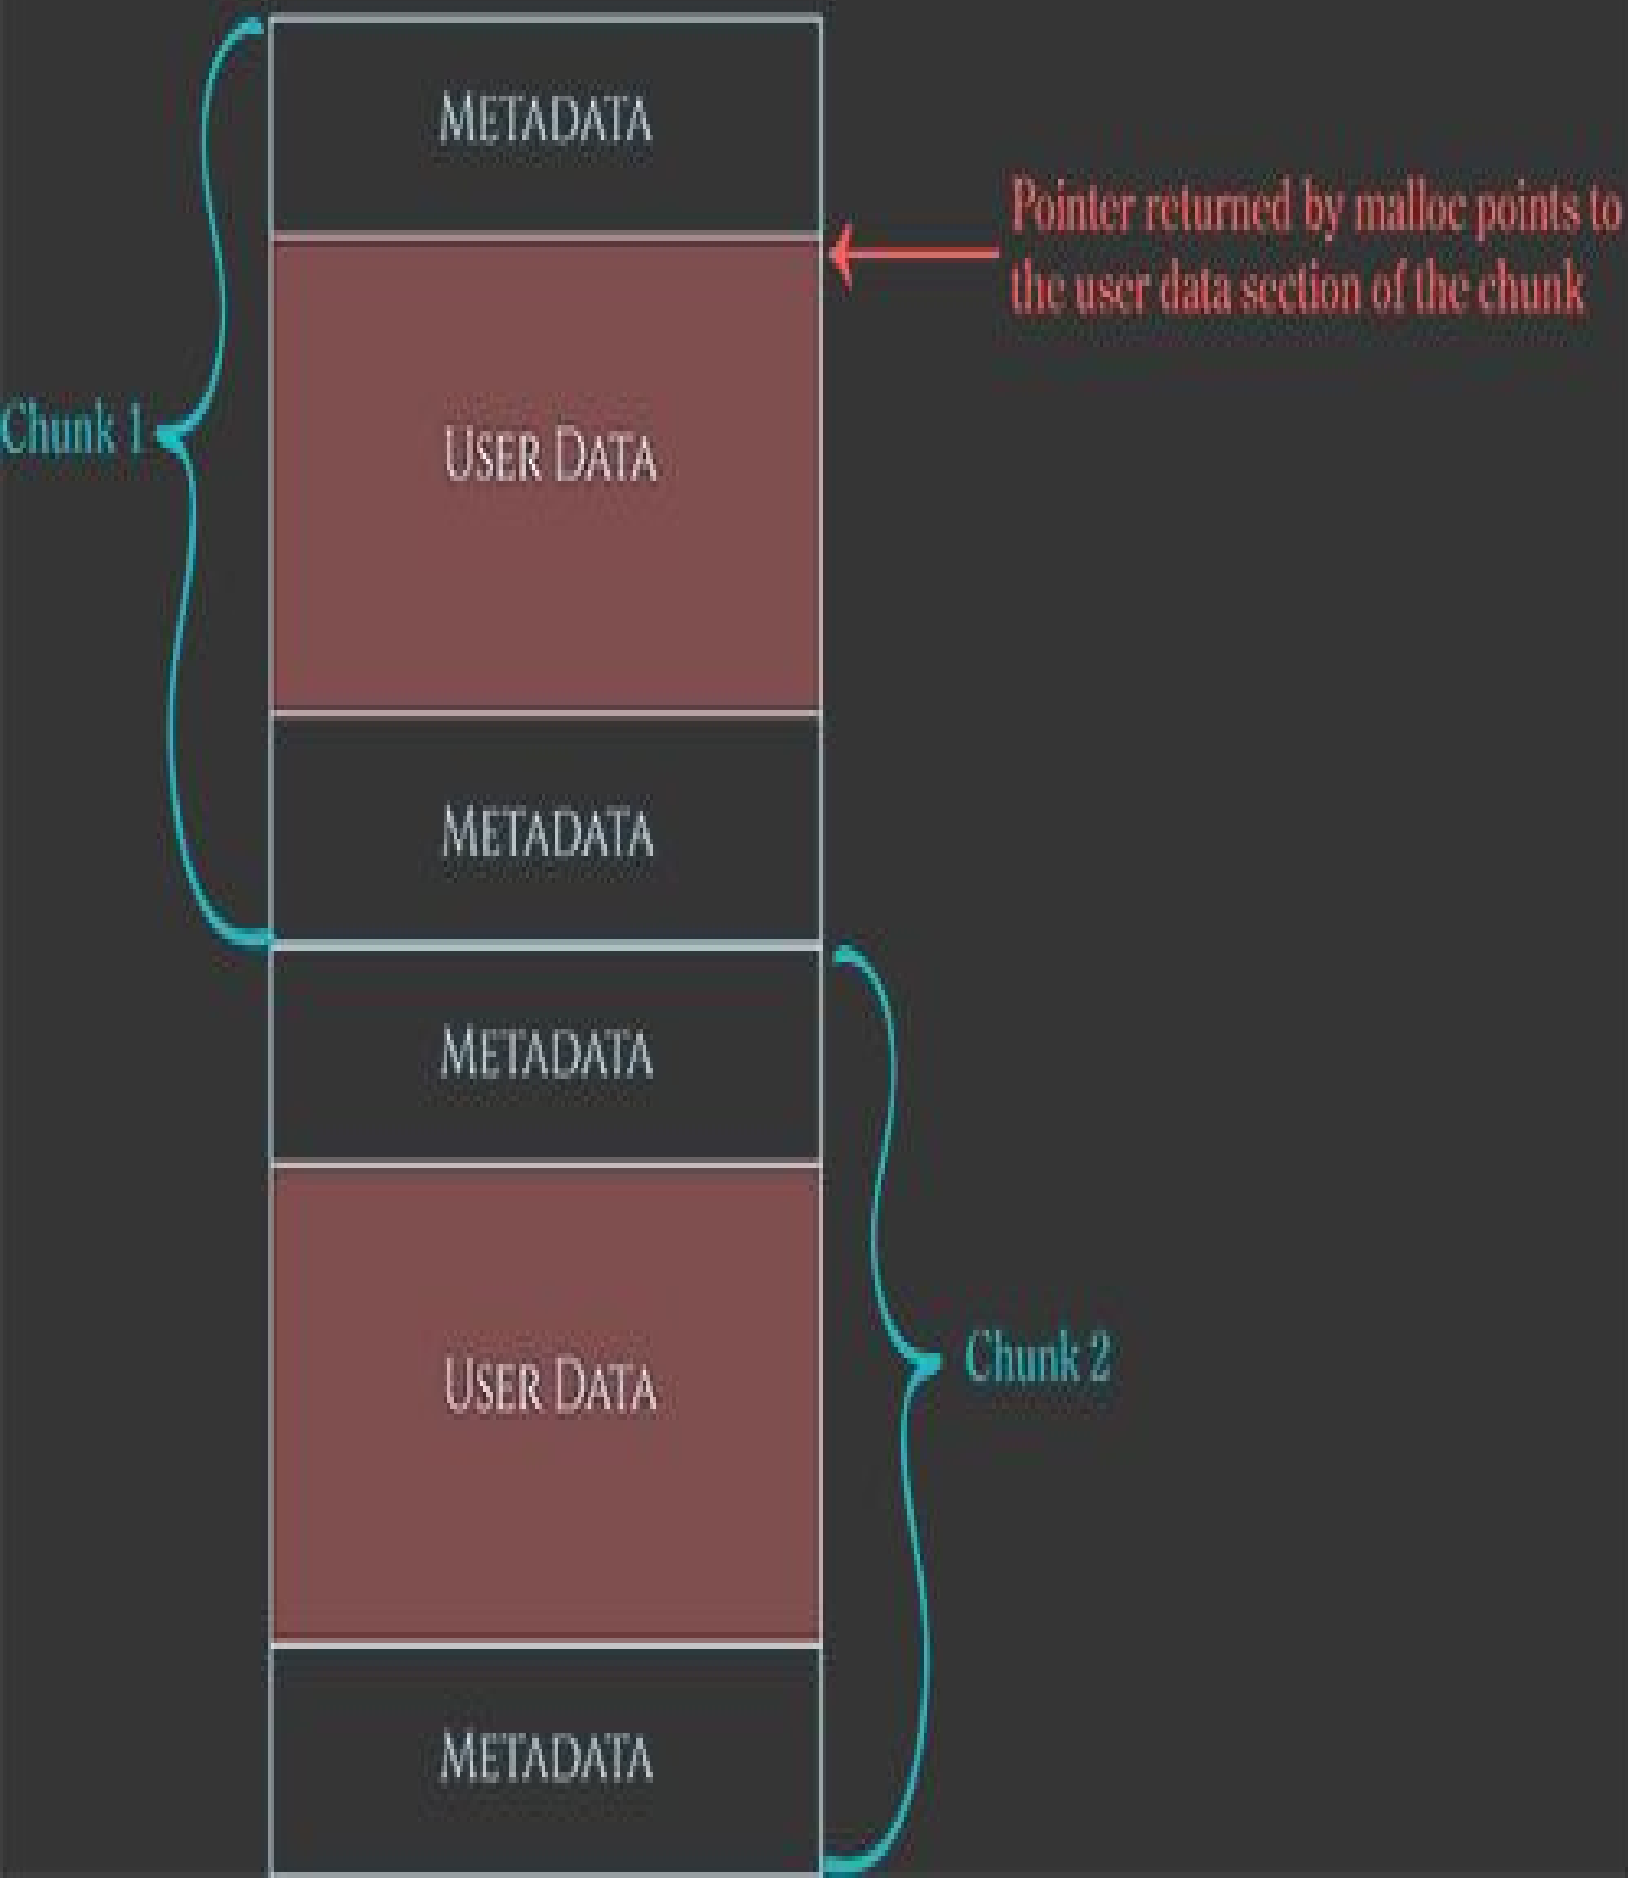 METADATA
Pointer returned by malloc points to
the user data section of the chunk
Chunk 1
USER DATA
METADATA
METADATA
Chunk 2
USER DATA
METADATA